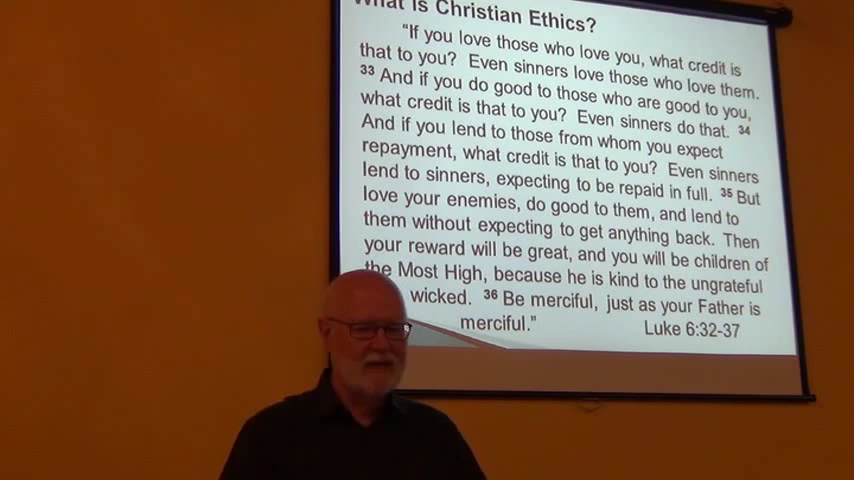 What Is Christian Ethics?
“If you love those who love you, what credit is
that to you? Even sinners love those who love them.
33 And if you do good to those who are good to you,
what credit is that to you? Even sinners do that. 34
And if you lend to those from whom you expect
repayment, what credit is that to you? Even sinners
lend to sinners, expecting to be repaid in full. 35 But
love your enemies, do good to them, and lend to
them without expecting to get anything back. Then
your reward will be great, and you will be children of
the Most High, because he is kind to the ungrateful
wicked. 36 Be merciful, just as your Father is
merciful.” Luke 6:32-37